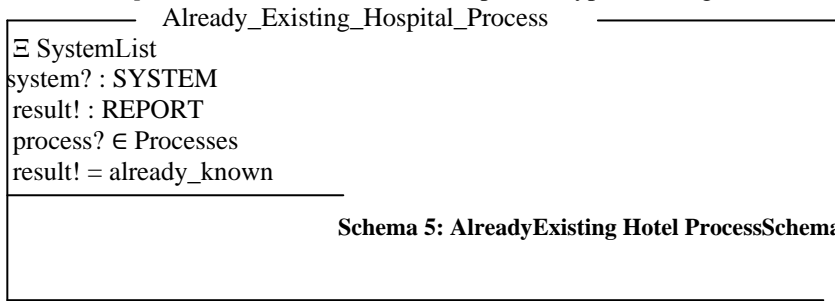 Already_Existing_Hospital_Process
Ξ SystemList
system? : SYSTEM
result! : REPORT
process? ∈ Processes
result! = already_known
Schema 5: AlreadyExisting Hotel ProcessSchema